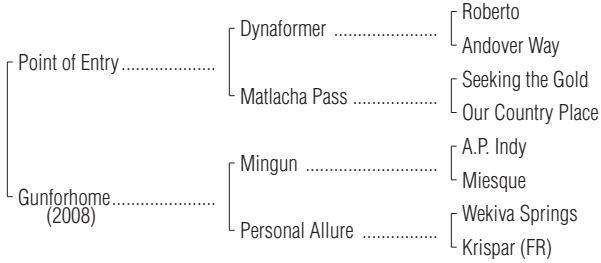 Roberto
Dynaformer ..................
Andover Way
Point of Entry ....................
Seeking the Gold
Matlacha Pass ................
Our Country Place
A.P. Indy
Mingun ......................
Miesque
Gunforhome......................
(2008)
Wekiva Springs
Personal Allure ................
Krispar (FR)